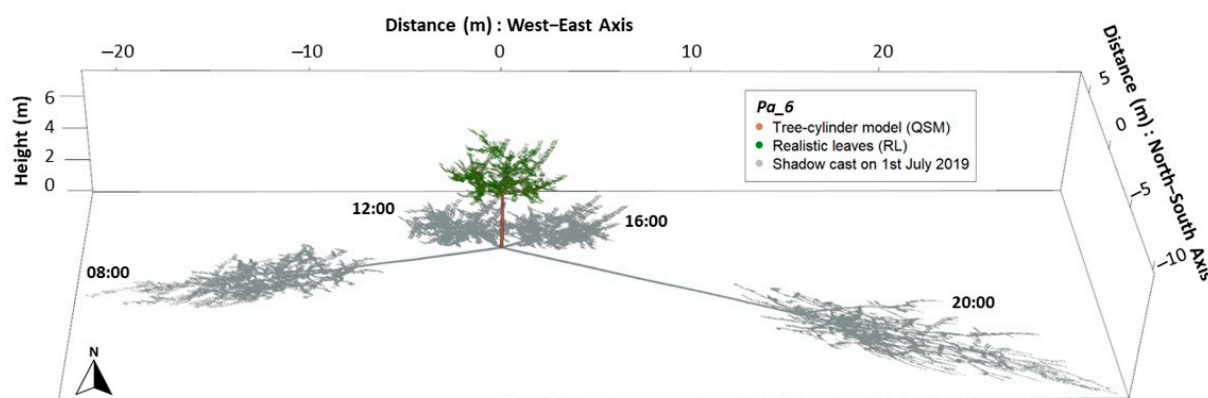 Distance (m) : West–East Axis
–20 –10 0 10 20
Distance (m) : North–South Axis
5
0
–5
–10
Height (m)
6
4
2
0
Pa_6
Tree-cylinder model (QSM)
Realistic leaves (RL)
Shadow cast on 1st July 2019
12:00
16:00
08:00
20:00
N